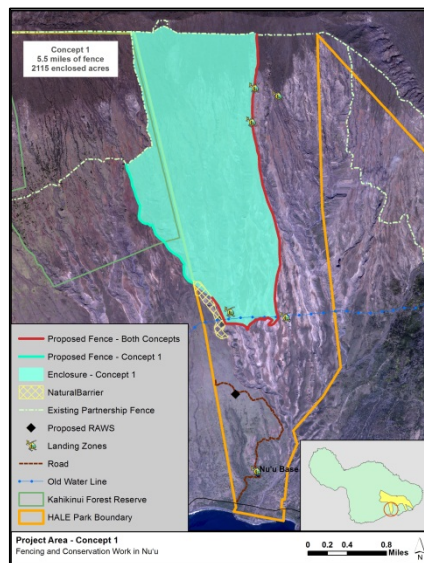 Concept 1
5.5 miles of fence
2115 enclosed acres
Proposed Fence - Both Concepts
Proposed Fence - Concept 1
Enclosure - Concept 1
NaturalBarrier
Existing Partnership Fence
Proposed RAWS
Landing Zones
Road
Old Water Line
Kahikinui Forest Reserve
HALE Park Boundary
Nu'u Base
Project Area - Concept 1
Fencing and Conservation Work in Nu'u
0 0.2 0.4 0.8
Miles
N